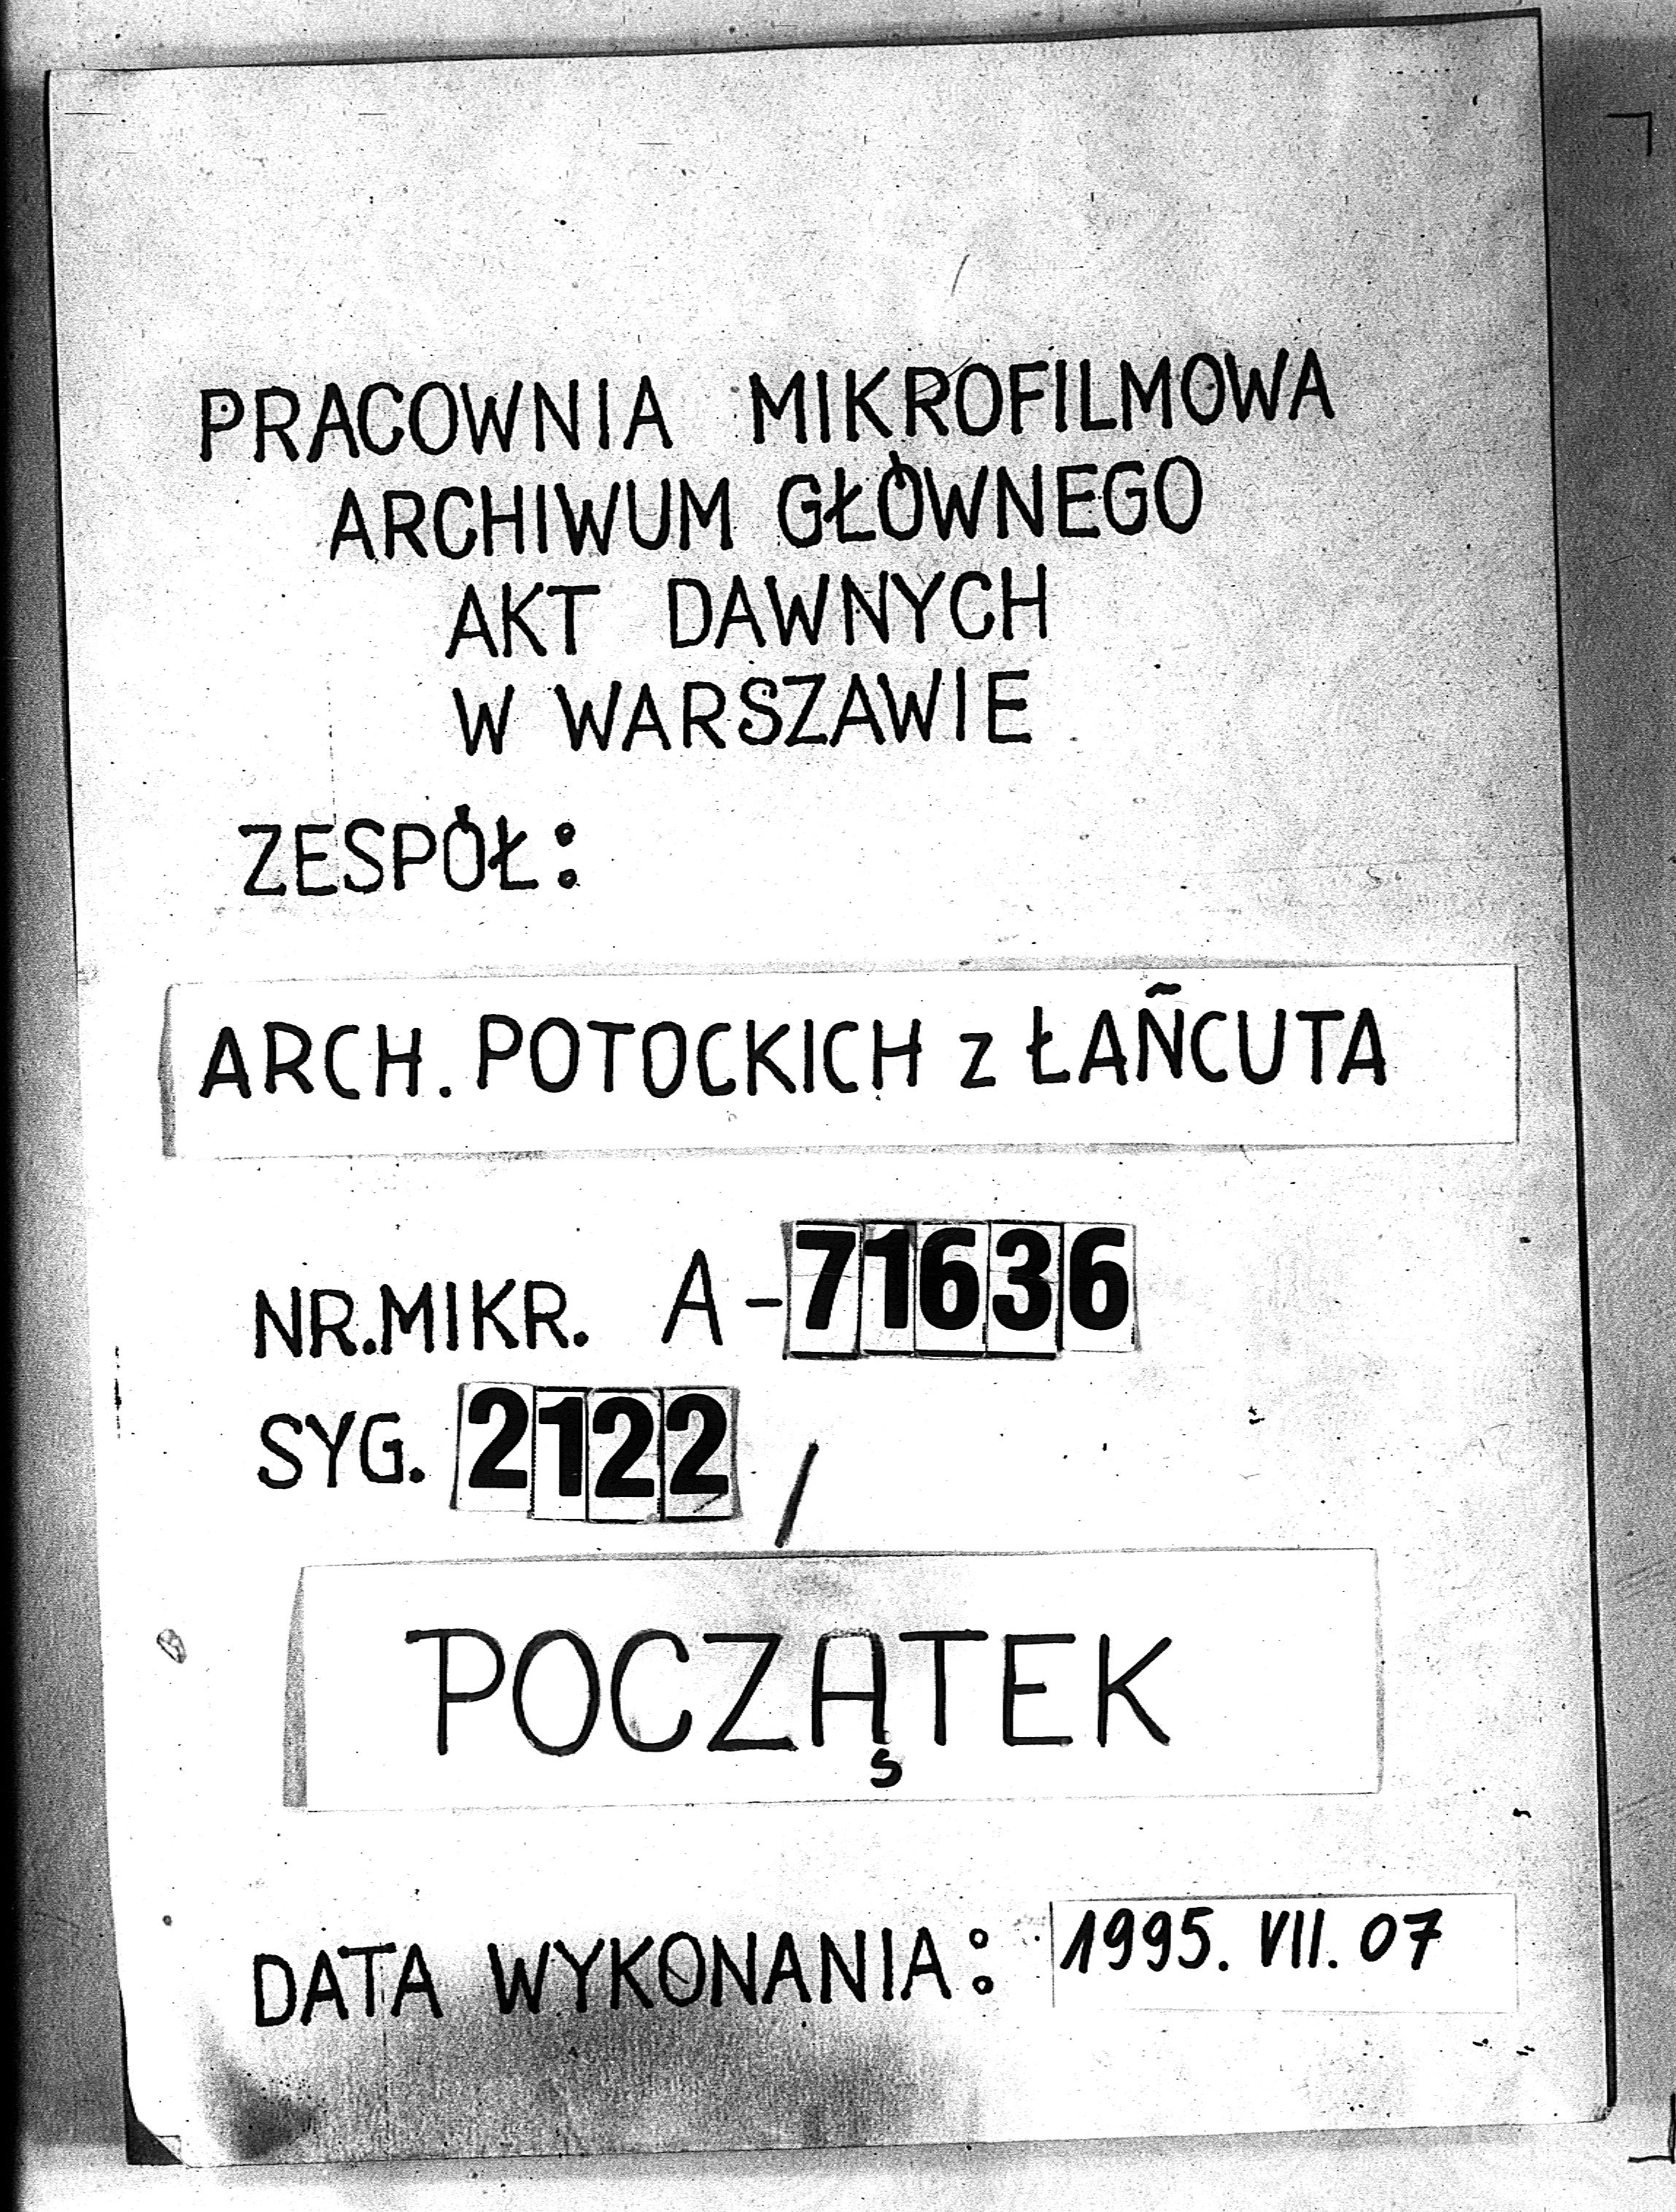 PRACOWNIA MIKROFILMOWA
ARCHIWUM GŁÓWNEGO
AKT DAWNYCH
W WARSZAWIE
ZESPÓŁ:
ARCH. POTOCKICH z ŁAÑCUTA
NR.MIKR. A-71636
SYG. 2122 /
POCZĄTEK
DATA WYKONANIA: 1995. VII. 07